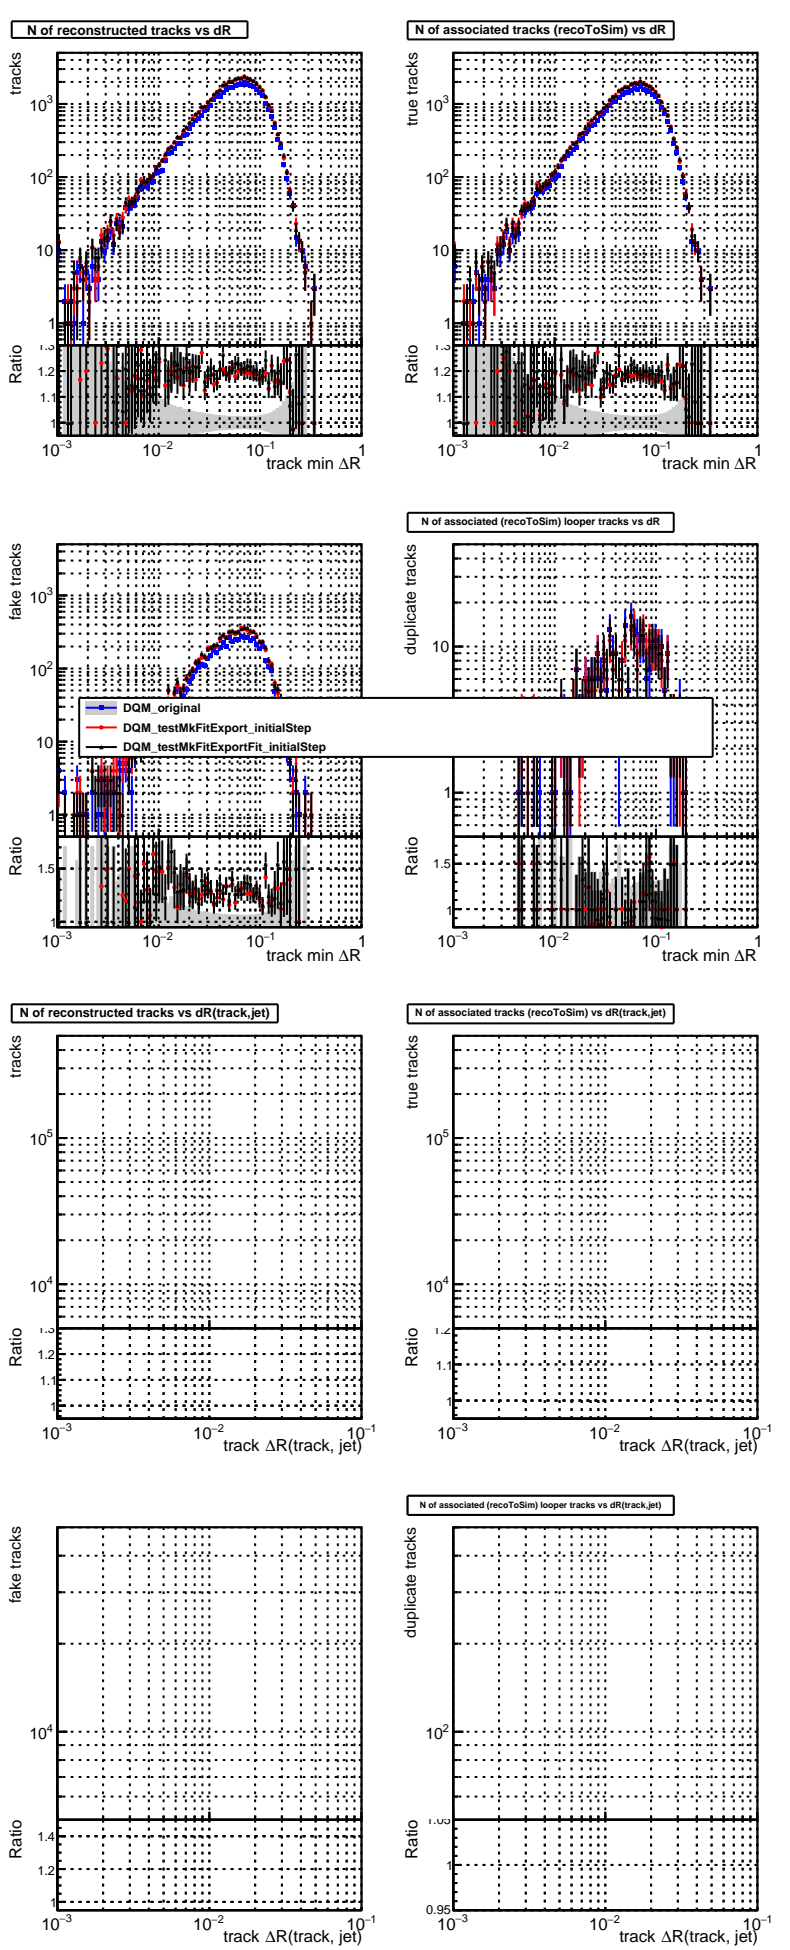 N of reconstructed tracks vs dR
tracks
10³
10²
10
1
1.3
1.2
1.1
1
Ratio
10⁻³ 10⁻² 10⁻¹ 1
track min ΔR
N of associated tracks (recoToSim) vs dR
true tracks
10³
10²
10
1
1.3
1.2
1.1
1
Ratio
10⁻³ 10⁻² 10⁻¹ 1
track min ΔR
fake tracks
10³
10²
10
1
1.5
1
Ratio
10⁻³ 10⁻² 10⁻¹ 1
track min ΔR
N of associated (recoToSim) looper tracks vs dR
duplicate tracks
10
1
1.5
1
Ratio
10⁻³ 10⁻² 10⁻¹ 1
track min ΔR
DQM_original
DQM_testMkFitExport_initialStep
DQM_testMkFitExportFit_initialStep
N of reconstructed tracks vs dR(track,jet)
tracks
10⁵
10⁴
1.3
1.2
1.1
1
Ratio
10⁻³ 10⁻² 10⁻¹
track ΔR(track, jet)
N of associated tracks (recoToSim) vs dR(track,jet)
true tracks
10⁵
10⁴
1.2
1.1
1
Ratio
10⁻³ 10⁻² 10⁻¹
track ΔR(track, jet)
fake tracks
10⁴
1.4
1.2
1
Ratio
10⁻³ 10⁻² 10⁻¹
track ΔR(track, jet)
N of associated (recoToSim) looper tracks vs dR(track,jet)
duplicate tracks
10²
1.05
1
0.95
Ratio
10⁻³ 10⁻² 10⁻¹
track ΔR(track, jet)